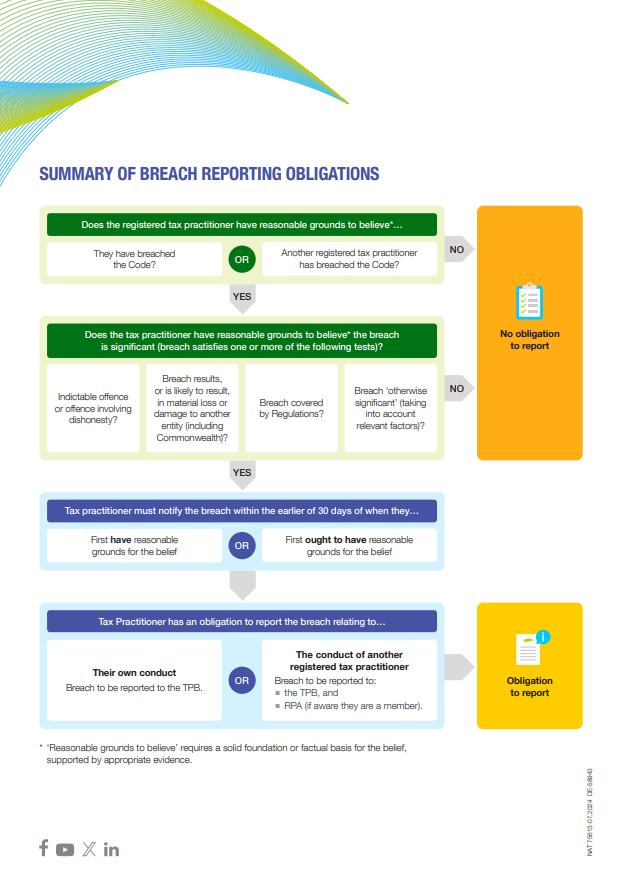 SUMMARY OF BREACH REPORTING OBLIGATIONS
Does the registered tax practitioner have reasonable grounds to believe*…
They have breached
the Code?
OR
Another registered tax practitioner
has breached the Code?
NO
YES
No obligation
to report
Does the tax practitioner have reasonable grounds to believe* the breach
is significant (breach satisfies one or more of the following tests)?
Indictable offence
or offence involving
dishonesty?
Breach results,
or is likely to result,
in material loss or
damage to another
entity (including
Commonwealth)?
Breach covered
by Regulations?
Breach ‘otherwise
significant’ (taking
into account
relevant factors)?
NO
YES
Tax practitioner must notify the breach within the earlier of 30 days of when they…
First have reasonable
grounds for the belief
OR
First ought to have reasonable
grounds for the belief
Tax Practitioner has an obligation to report the breach relating to…
Their own conduct
Breach to be reported to the TPB.
OR
The conduct of another
registered tax practitioner
Breach to be reported to:
■ the TPB, and
■ RPA (if aware they are a member).
Obligation
to report
* ‘Reasonable grounds to believe’ requires a solid foundation or factual basis for the belief,
supported by appropriate evidence.
NAT 75613-07.2024 DE-58943